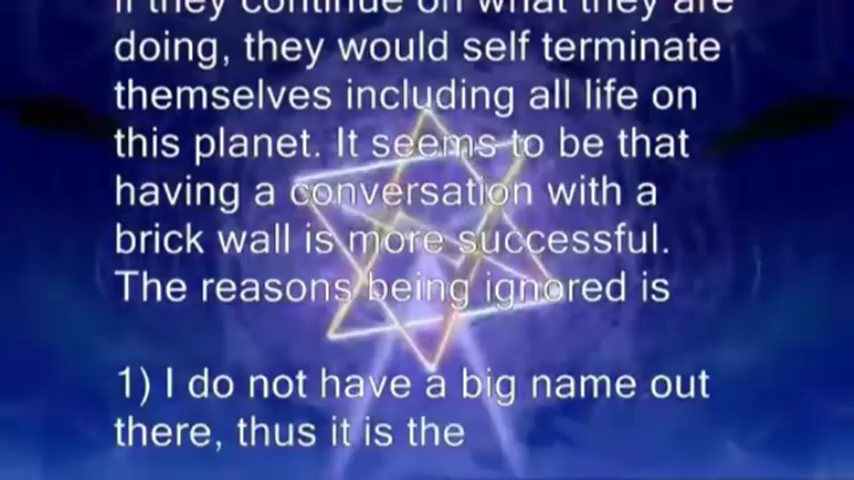 If they continue on what they are
doing, they would self terminate
themselves including all life on
this planet. It seems to be that
having a conversation with a
brick wall is more successful.
The reasons being ignored is
1) I do not have a big name out
there, thus it is the